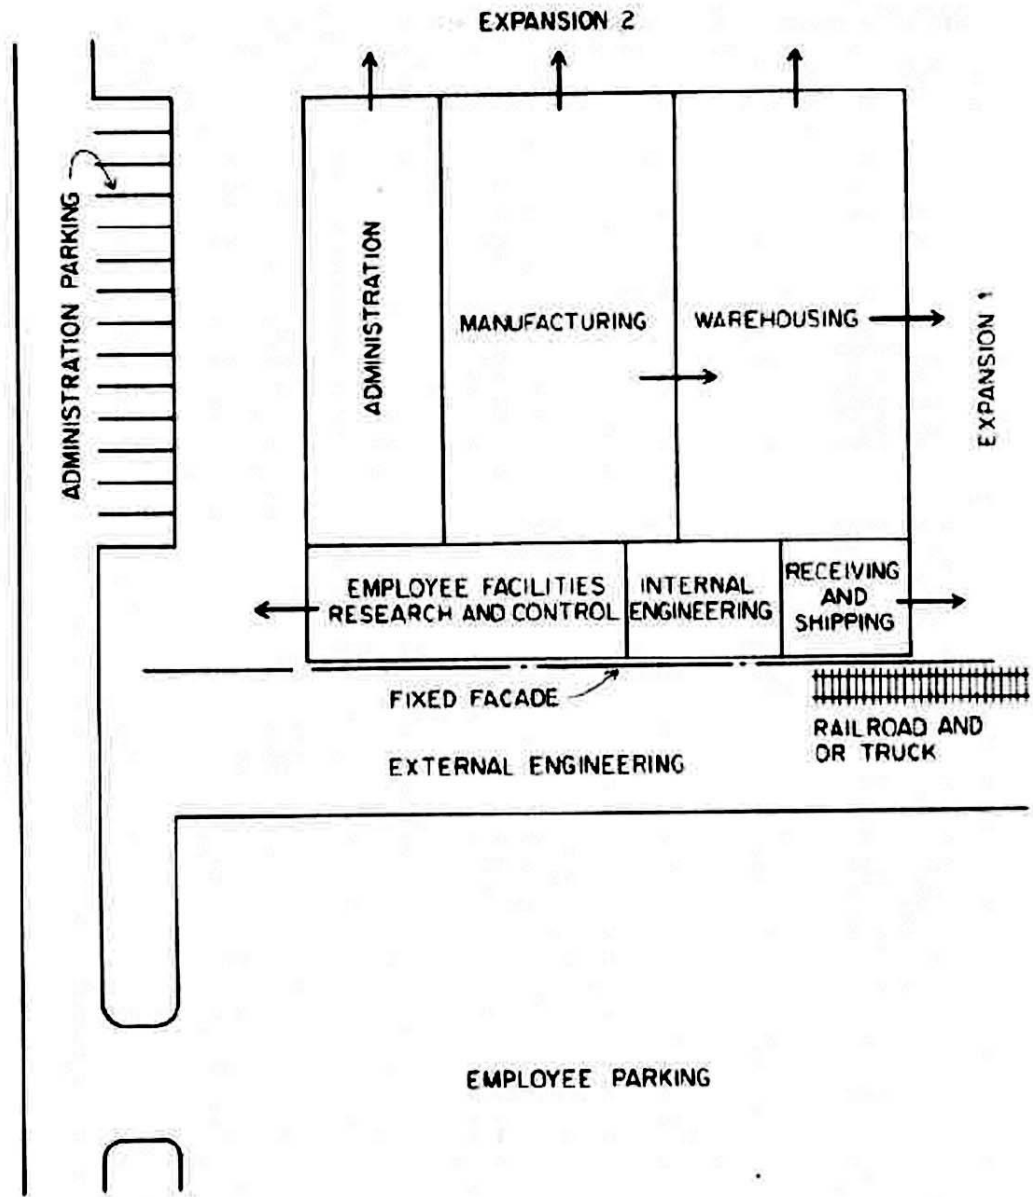 EXPANSION 2
ADMINISTRATION PARKING
ADMINISTRATION
MANUFACTURING
WAREHOUSING
EXPANSION 1
EMPLOYEE FACILITIES
RESEARCH AND CONTROL
INTERNAL
ENGINEERING
RECEIVING
AND
SHIPPING
FIXED FACADE
RAILROAD AND
OR TRUCK
EXTERNAL ENGINEERING
EMPLOYEE PARKING